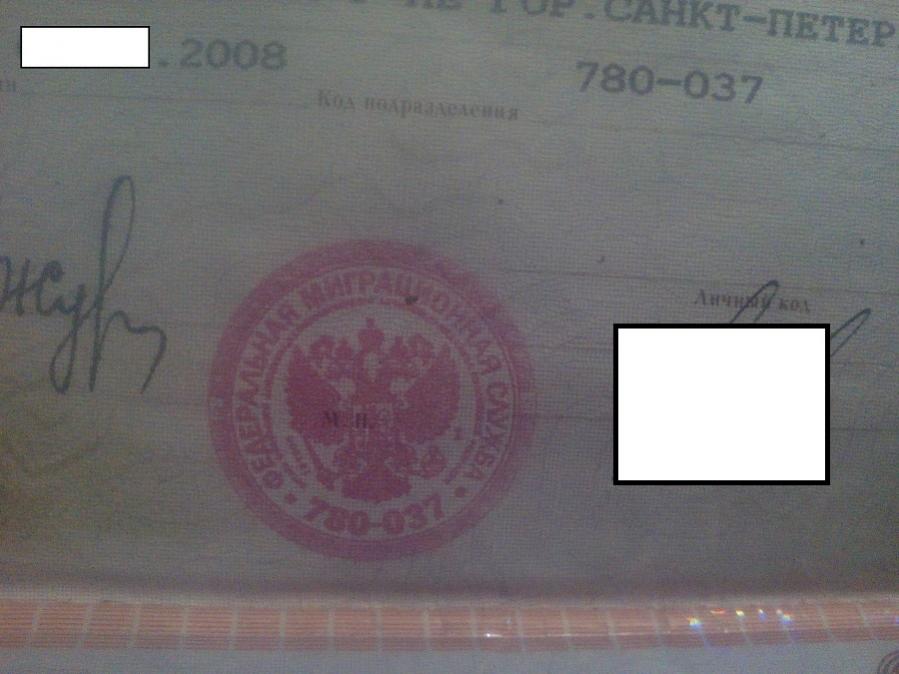 ГОР.САНКТ-ПЕТЕР
.2008
780-037
Код подразделения
Личный код
М.П.
ФЕДЕРАЛЬНАЯ МИГРАЦИОННАЯ СЛУЖБА
780-037